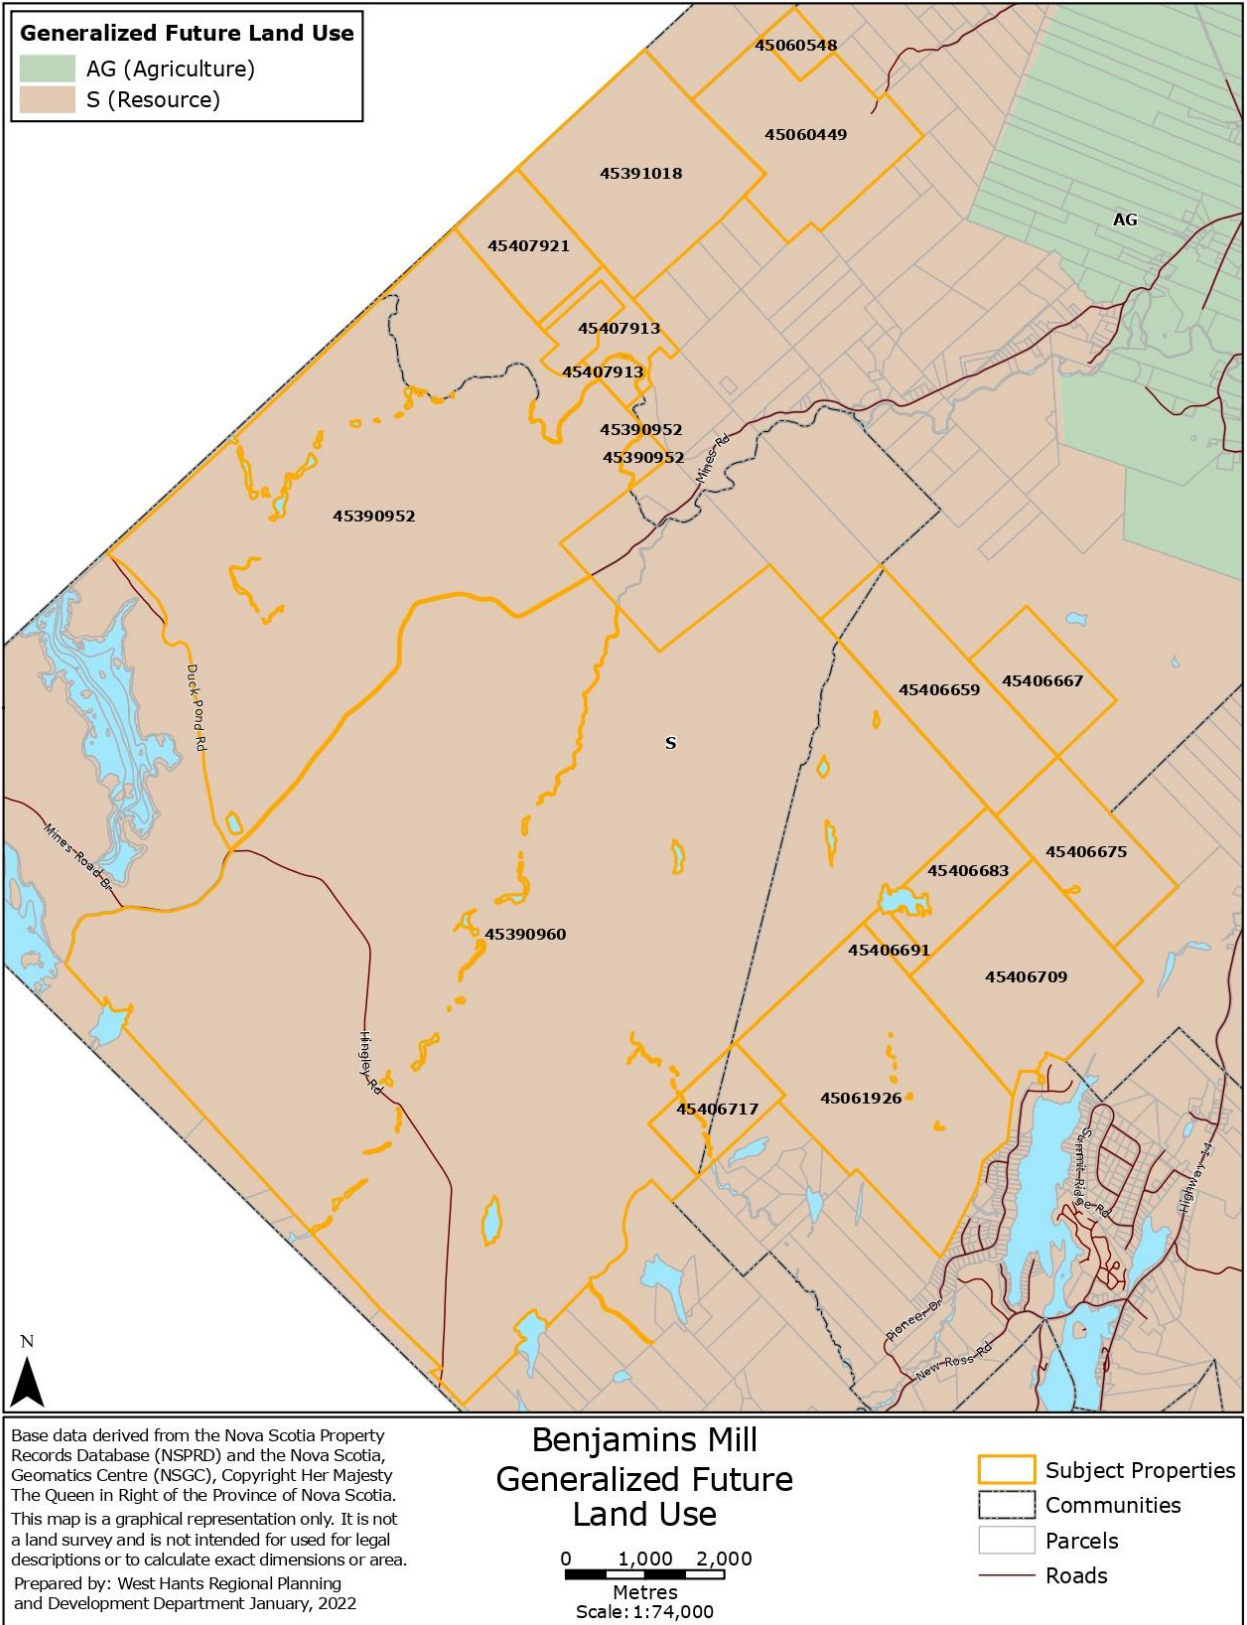 Generalized Future Land Use
AG (Agriculture)
S (Resource)
45060548
45060449
45391018
AG
45407921
45407913
45407913
45390952
45390952
Mines Rd
45390952
Duck Pond Rd
45406667
45406659
S
Mines Road Br
45406675
45406683
45390960
45406691
45406709
Hingley Rd
45061926
45406717
Summit Ridge Rd
Highway 14
Pioneer Dr
New Ross Rd
N
Base data derived from the Nova Scotia Property
Records Database (NSPRD) and the Nova Scotia,
Geomatics Centre (NSGC), Copyright Her Majesty
The Queen in Right of the Province of Nova Scotia.
This map is a graphical representation only. It is not
a land survey and is not intended for used for legal
descriptions or to calculate exact dimensions or area.
Prepared by: West Hants Regional Planning
and Development Department January, 2022
Benjamins Mill
Generalized Future
Land Use
0 1,000 2,000
Metres
Scale: 1:74,000
Subject Properties
Communities
Parcels
Roads